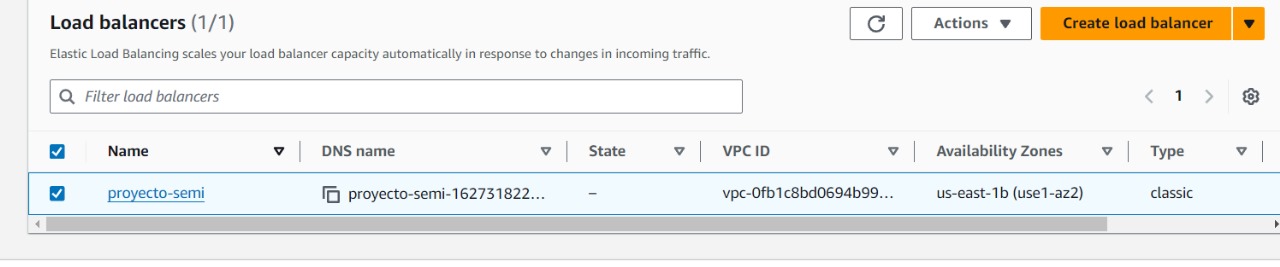 Load balancers (1/1)
Actions
Create load balancer
Elastic Load Balancing scales your load balancer capacity automatically in response to changes in incoming traffic.
Filter load balancers
1
Name DNS name State VPC ID Availability Zones Type
proyecto-semi proyecto-semi-162731822... – vpc-0fb1c8bd0694b99... us-east-1b (use1-az2) classic